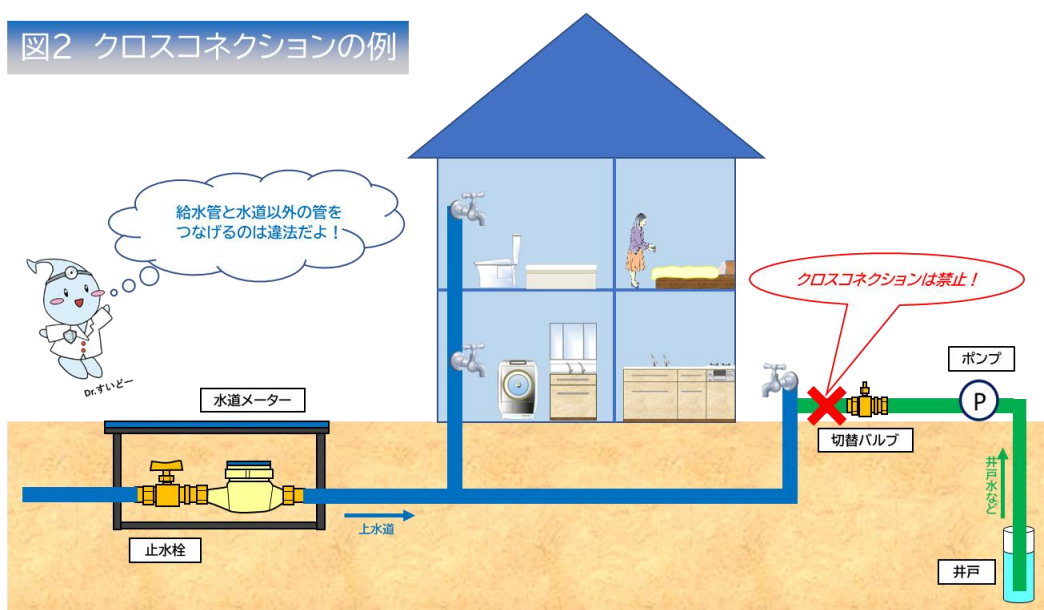 図2 クロスコネクションの例
給水管と水道以外の管を
つなげるのは違法だよ！
Dr.すいどー
クロスコネクションは禁止！
ポンプ
P
水道メーター
切替バルブ
井戸水など
上水道
止水栓
井戸